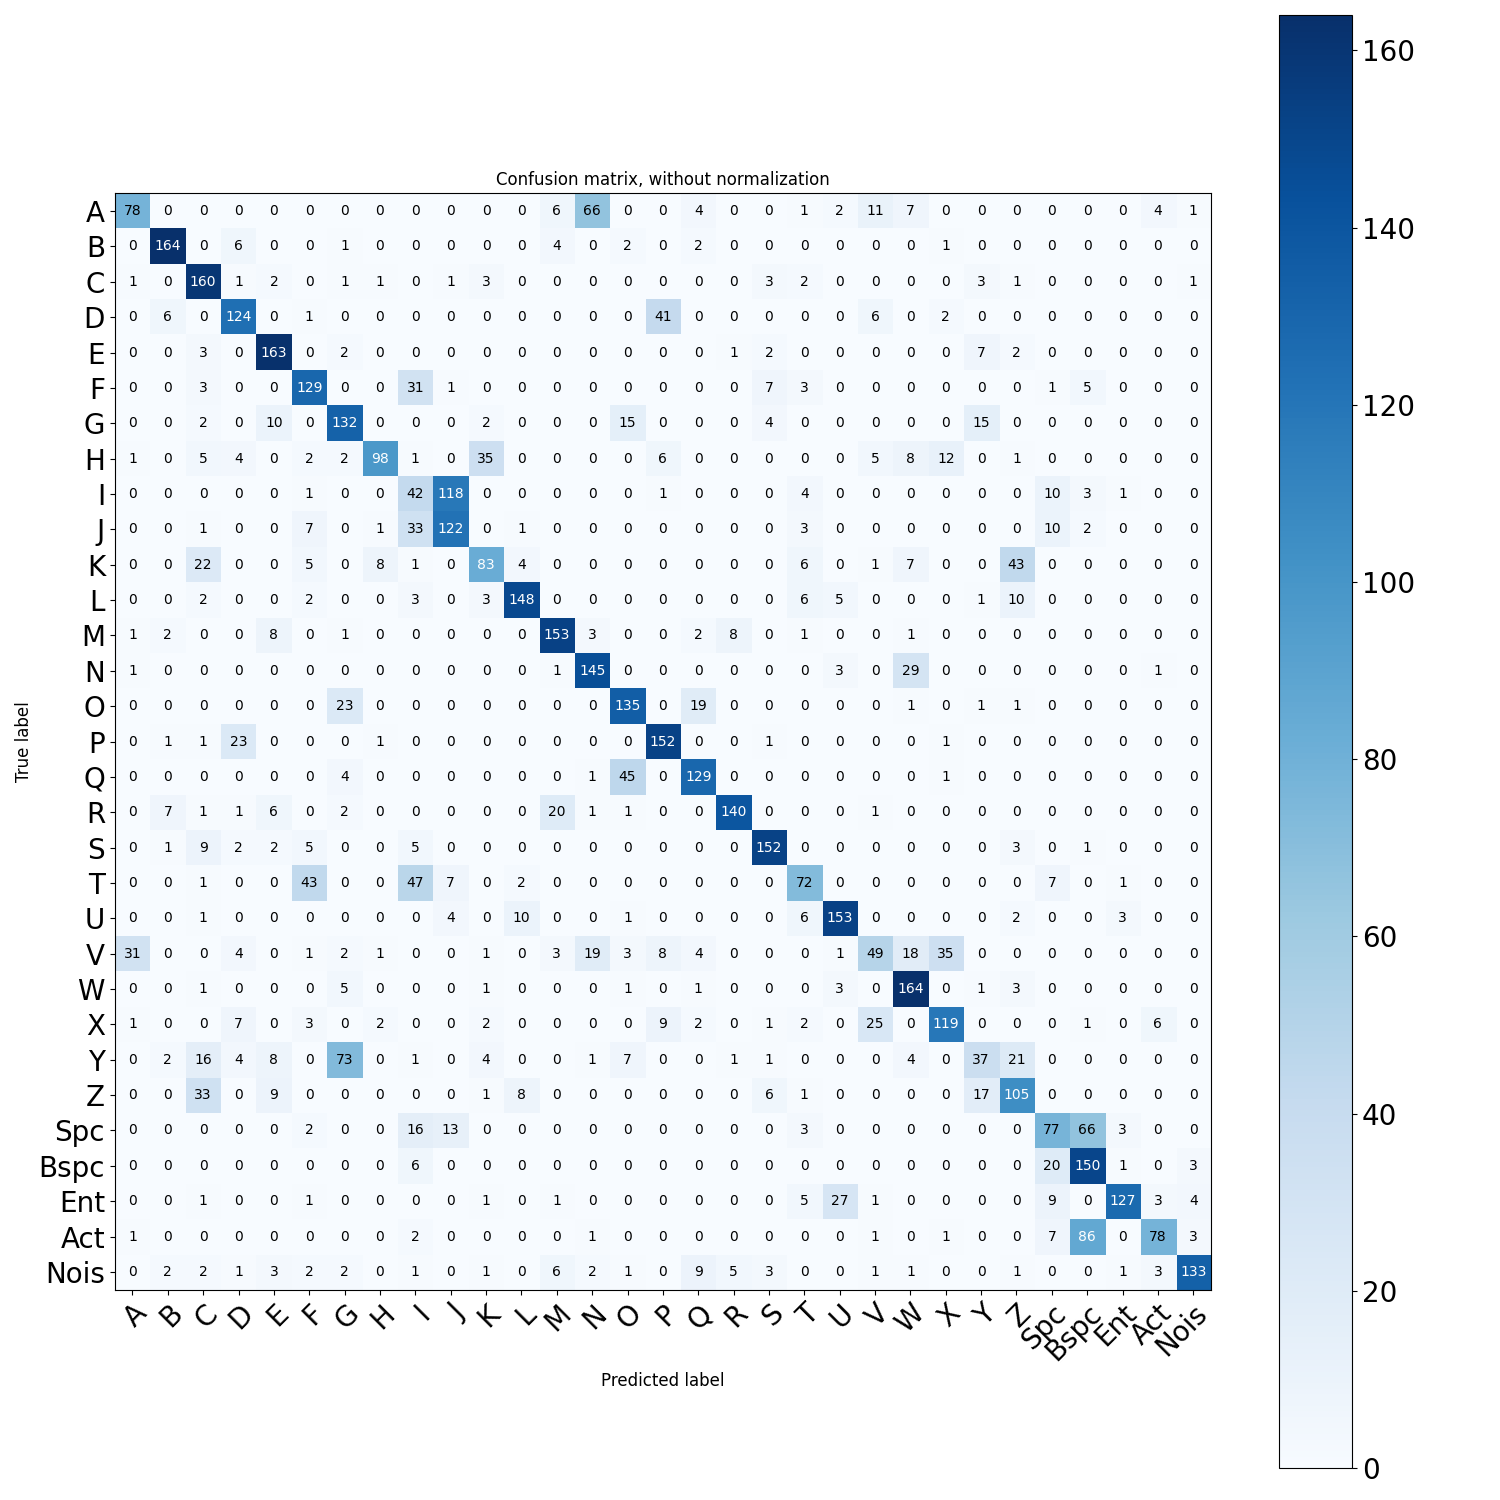 Confusion matrix, without normalization
A 78 0 0 0 0 0 0 0 0 0 0 0 6 66 0 0 4 0 0 1 2 11 7 0 0 0 0 0 0 4 1
B 0 164 0 6 0 0 1 0 0 0 0 0 4 0 2 0 2 0 0 0 0 0 0 1 0 0 0 0 0 0 0
C 1 0 160 1 2 0 1 1 0 1 3 0 0 0 0 0 0 0 3 2 0 0 0 0 3 1 0 0 0 0 1
D 0 6 0 124 0 1 0 0 0 0 0 0 0 0 0 41 0 0 0 0 0 6 0 2 0 0 0 0 0 0 0
E 0 0 3 0 163 0 2 0 0 0 0 0 0 0 0 0 0 1 2 0 0 0 0 0 7 2 0 0 0 0 0
F 0 0 3 0 0 129 0 0 31 1 0 0 0 0 0 0 0 0 7 3 0 0 0 0 0 0 1 5 0 0 0
G 0 0 2 0 10 0 132 0 0 0 2 0 0 0 15 0 0 0 4 0 0 0 0 0 15 0 0 0 0 0 0
H 1 0 5 4 0 2 2 98 1 0 35 0 0 0 0 6 0 0 0 0 0 5 8 12 0 1 0 0 0 0 0
I 0 0 0 0 0 1 0 0 42 118 0 0 0 0 0 1 0 0 0 4 0 0 0 0 0 0 10 3 1 0 0
J 0 0 1 0 0 7 0 1 33 122 0 1 0 0 0 0 0 0 0 3 0 0 0 0 0 0 10 2 0 0 0
K 0 0 22 0 0 5 0 8 1 0 83 4 0 0 0 0 0 0 0 6 0 1 7 0 0 43 0 0 0 0 0
L 0 0 2 0 0 2 0 0 3 0 3 148 0 0 0 0 0 0 0 6 5 0 0 0 1 10 0 0 0 0 0
M 1 2 0 0 8 0 1 0 0 0 0 0 153 3 0 0 2 8 0 1 0 0 1 0 0 0 0 0 0 0 0
N 1 0 0 0 0 0 0 0 0 0 0 0 1 145 0 0 0 0 0 0 3 0 29 0 0 0 0 0 0 1 0
O 0 0 0 0 0 0 23 0 0 0 0 0 0 0 135 0 19 0 0 0 0 0 1 0 1 1 0 0 0 0 0
P 0 1 1 23 0 0 0 1 0 0 0 0 0 0 0 152 0 0 1 0 0 0 0 1 0 0 0 0 0 0 0
Q 0 0 0 0 0 0 4 0 0 0 0 0 0 1 45 0 129 0 0 0 0 0 0 1 0 0 0 0 0 0 0
R 0 7 1 1 6 0 2 0 0 0 0 0 20 1 1 0 0 140 0 0 0 1 0 0 0 0 0 0 0 0 0
S 0 1 9 2 2 5 0 0 5 0 0 0 0 0 0 0 0 0 152 0 0 0 0 0 0 3 0 1 0 0 0
T 0 0 1 0 0 43 0 0 47 7 0 2 0 0 0 0 0 0 0 72 0 0 0 0 0 0 7 0 1 0 0
U 0 0 1 0 0 0 0 0 0 4 0 10 0 0 1 0 0 0 0 6 153 0 0 0 0 2 0 0 3 0 0
V 31 0 0 4 0 1 2 1 0 0 1 0 3 19 3 8 4 0 0 0 1 49 18 35 0 0 0 0 0 0 0
W 0 0 1 0 0 0 5 0 0 0 1 0 0 0 1 0 1 0 0 0 3 0 164 0 1 3 0 0 0 0 0
X 1 0 0 7 0 3 0 2 0 0 2 0 0 0 0 9 2 0 1 2 0 25 0 119 0 0 0 1 0 6 0
Y 0 2 16 4 8 0 73 0 1 0 4 0 0 1 7 0 0 1 1 0 0 0 4 0 37 21 0 0 0 0 0
Z 0 0 33 0 9 0 0 0 0 0 1 8 0 0 0 0 0 0 6 1 0 0 0 0 17 105 0 0 0 0 0
Spc 0 0 0 0 0 2 0 0 16 13 0 0 0 0 0 0 0 0 0 3 0 0 0 0 0 0 77 66 3 0 0
Bspc 0 0 0 0 0 0 0 0 6 0 0 0 0 0 0 0 0 0 0 0 0 0 0 0 0 0 20 150 1 0 3
Ent 0 0 1 0 0 1 0 0 0 0 1 0 1 0 0 0 0 0 0 5 27 1 0 0 0 0 9 0 127 3 4
Act 1 0 0 0 0 0 0 0 2 0 0 0 0 1 0 0 0 0 0 0 0 1 0 1 0 0 7 86 0 78 3
Nois 0 2 2 1 3 2 2 0 1 0 1 0 6 2 1 0 9 5 3 0 0 1 1 0 0 1 0 0 1 3 133
A B C D E F G H I J K L M N O P Q R S T U V W X Y Z Spc Bspc Ent Act Nois
Predicted label
True label
160
140
120
100
80
60
40
20
0